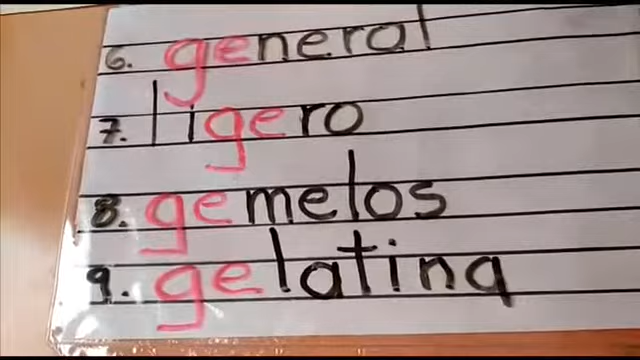 6. general
7. ligero
8. gemelos
9. gelatina